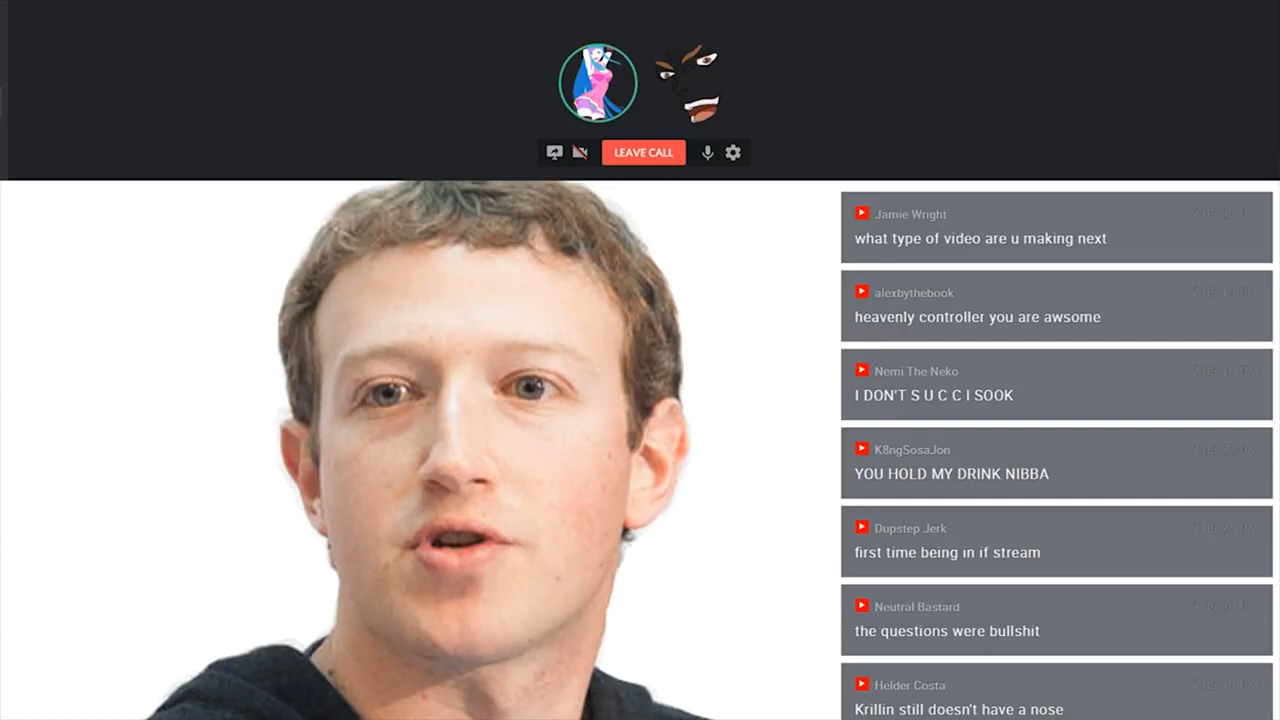 LEAVE CALL
Jamie Wright
what type of video are u making next
alexbythebook
heavenly controller you are awsome
Nemi The Neko
I DON'T S U C C I SOOK
K8ngSosaJon
YOU HOLD MY DRINK NIBBA
Dupstep Jerk
first time being in if stream
Neutral Bastard
the questions were bullshit
Helder Costa
Krillin still doesn't have a nose